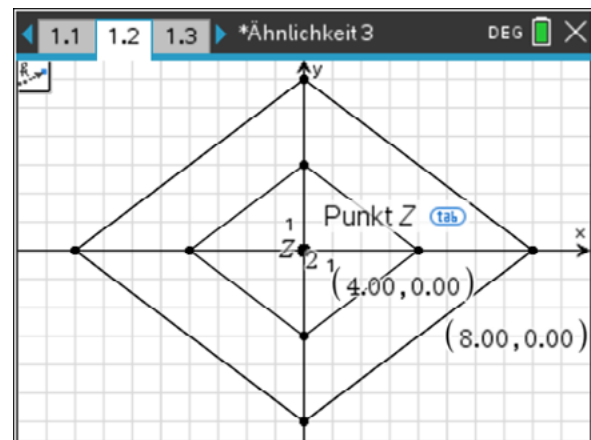 1.1 1.2 1.3 *Ähnlichkeit 3 DEG
R
y
1
Punkt Z tab
x
Z
2
1
(4.00,0.00)
(8.00,0.00)